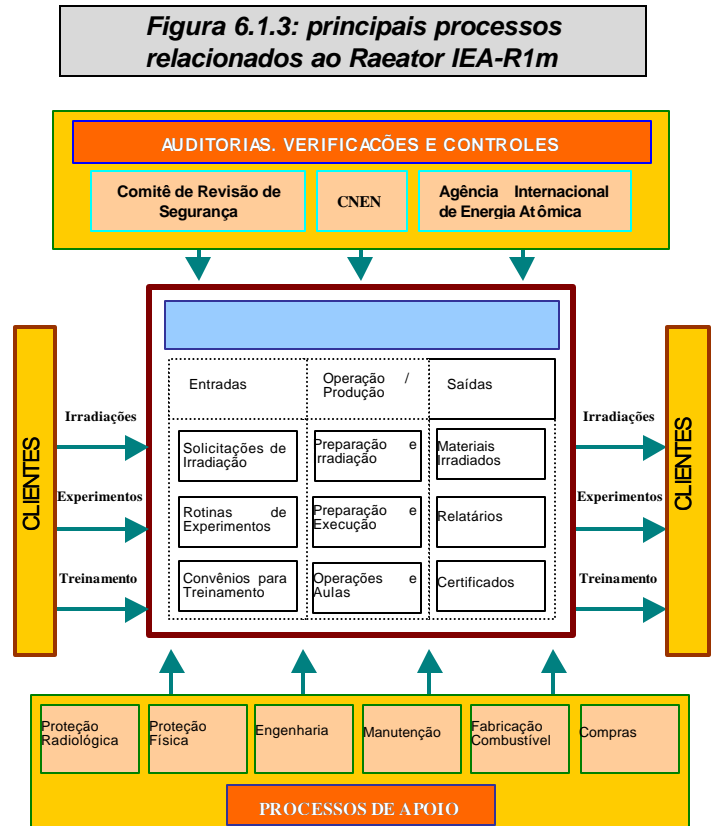 Figura 6.1.3: principais processos
relacionados ao Raeator IEA-R1m
AUDITORIAS. VERIFICACÕES E CONTROLES
Comitê de Revisão de
Segurança
CNEN
Agência Internacional
de Energia Atômica
CLIENTES
Irradiações
Experimentos
Treinamento
Entradas
Operação /
Produção
Saídas
Solicitações de
Irradiação
Preparação e
Irradiação
Materiais
Irradiados
Rotinas de
Experimentos
Preparação e
Execução
Relatários
Convênios para
Treinamento
Operações e
Aulas
Certificados
Irradiações
Experimentos
Treinamento
CLIENTES
Proteção
Radiológica
Proteção
Física
Engenharia
Manutenção
Fabricação
Combustível
Compras
PROCESSOS DE APOIO